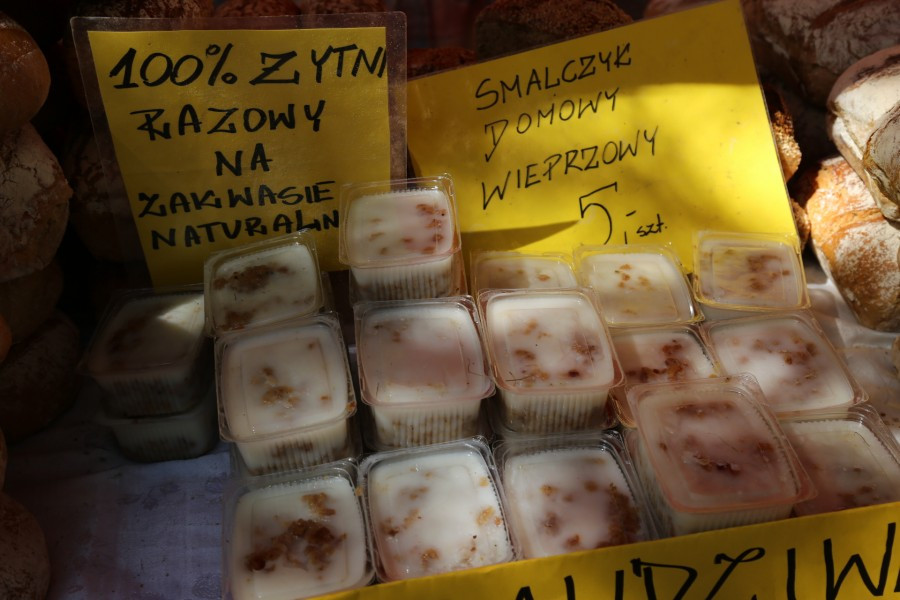 100% ŻYTNI
RAZOWY
NA
ZAKWASIE
NATURALN
SMALCZYK
DOMOWY
WIEPRZOWY
5,- szt.